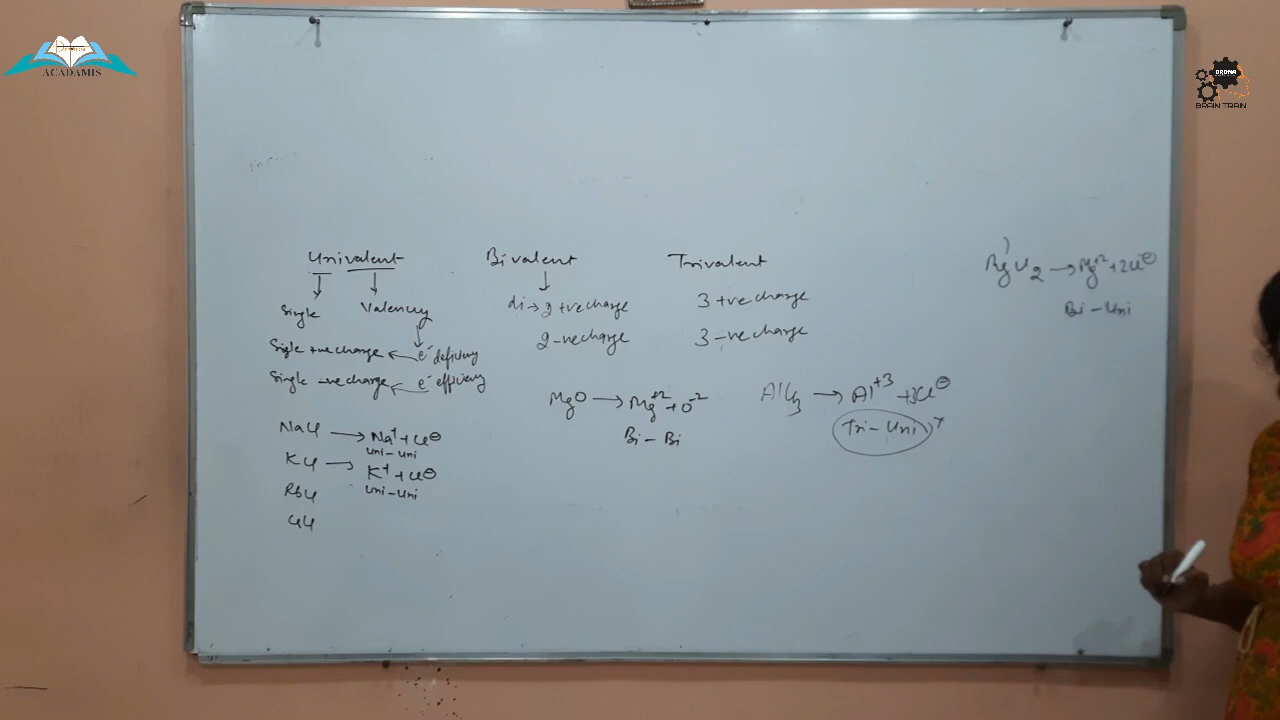 ACADAMIS
DRONA
BRAIN TRAIN
Univalent
Single
Valency
Single +ve charge ← e⁻ deficiency
Single -ve charge ← e⁻ efficiency
NaCl → Na⁺ + Cl⊖
uni-uni
KCl → K⁺ + Cl⊖
uni-uni
RbCl
Bivalent
di → 2 +ve charge
2 -ve charge
MgO → Mg⁺² + O⁻²
Bi - Bi
Trivalent
3 +ve charge
3 -ve charge
AlCl₃ → Al⁺³ + 3Cl⊖
Tri - Uni
MgCl₂ → Mg⁺² + 2Cl⊖
Bi - Uni